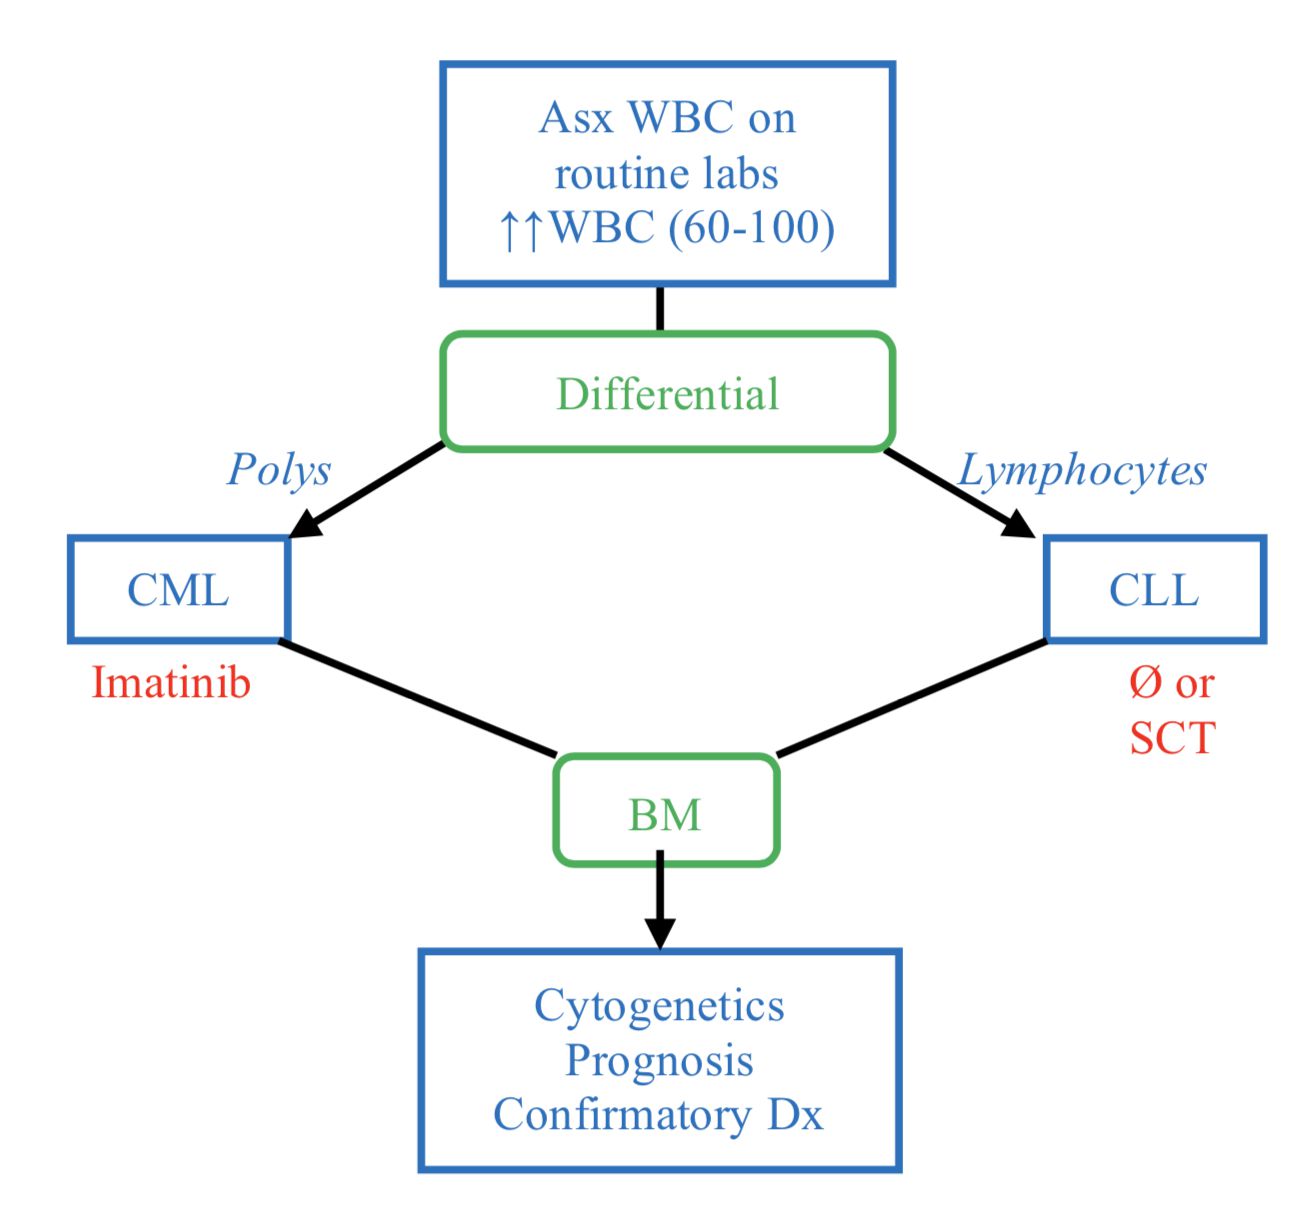 Asx WBC on
routine labs
↑↑WBC (60-100)
Differential
Polys
Lymphocytes
CML
CLL
Imatinib
Ø or
SCT
BM
Cytogenetics
Prognosis
Confirmatory Dx